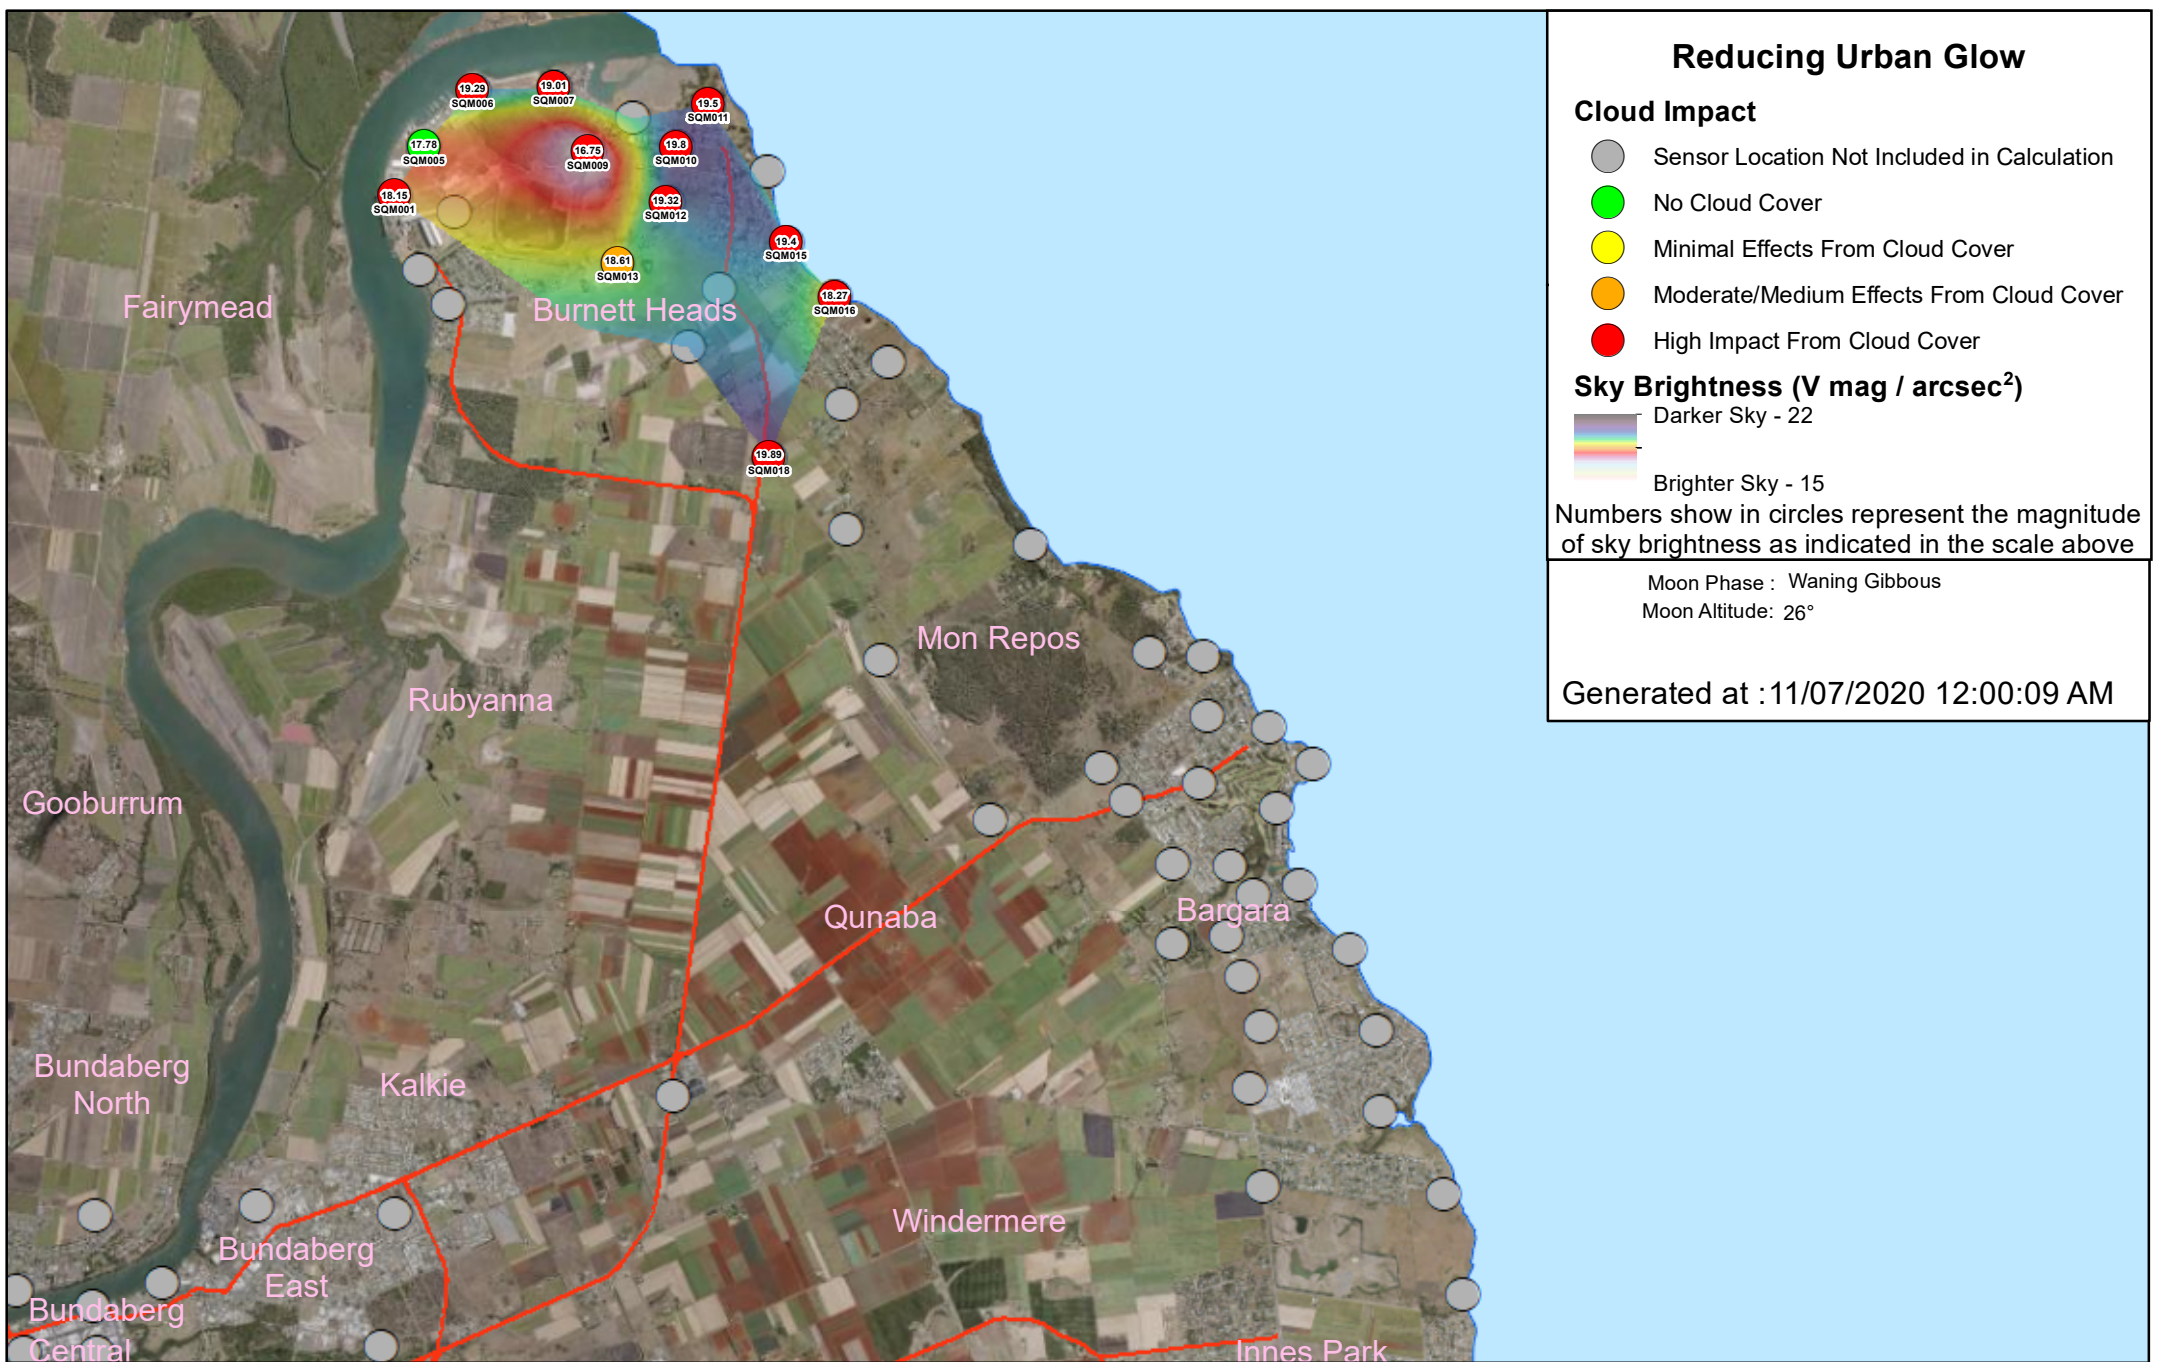 Reducing Urban Glow
Cloud Impact
Sensor Location Not Included in Calculation
No Cloud Cover
Minimal Effects From Cloud Cover
Moderate/Medium Effects From Cloud Cover
High Impact From Cloud Cover
Sky Brightness (V mag / arcsec²)
Darker Sky - 22
Brighter Sky - 15
Numbers show in circles represent the magnitude
of sky brightness as indicated in the scale above
Moon Phase : Waning Gibbous
Moon Altitude: 26°
Generated at :11/07/2020 12:00:09 AM
19.29
SQM006
19.01
SQM007
19.5
SQM011
17.78
SQM005
16.75
SQM009
19.8
SQM010
18.15
SQM001
19.32
SQM012
19.4
SQM015
18.61
SQM013
18.27
SQM016
19.89
SQM018
Fairymead
Burnett Heads
Mon Repos
Rubyanna
Gooburrum
Qunaba
Bargara
Bundaberg
North
Kalkie
Windermere
Bundaberg
East
Bundaberg
Central
Innes Park